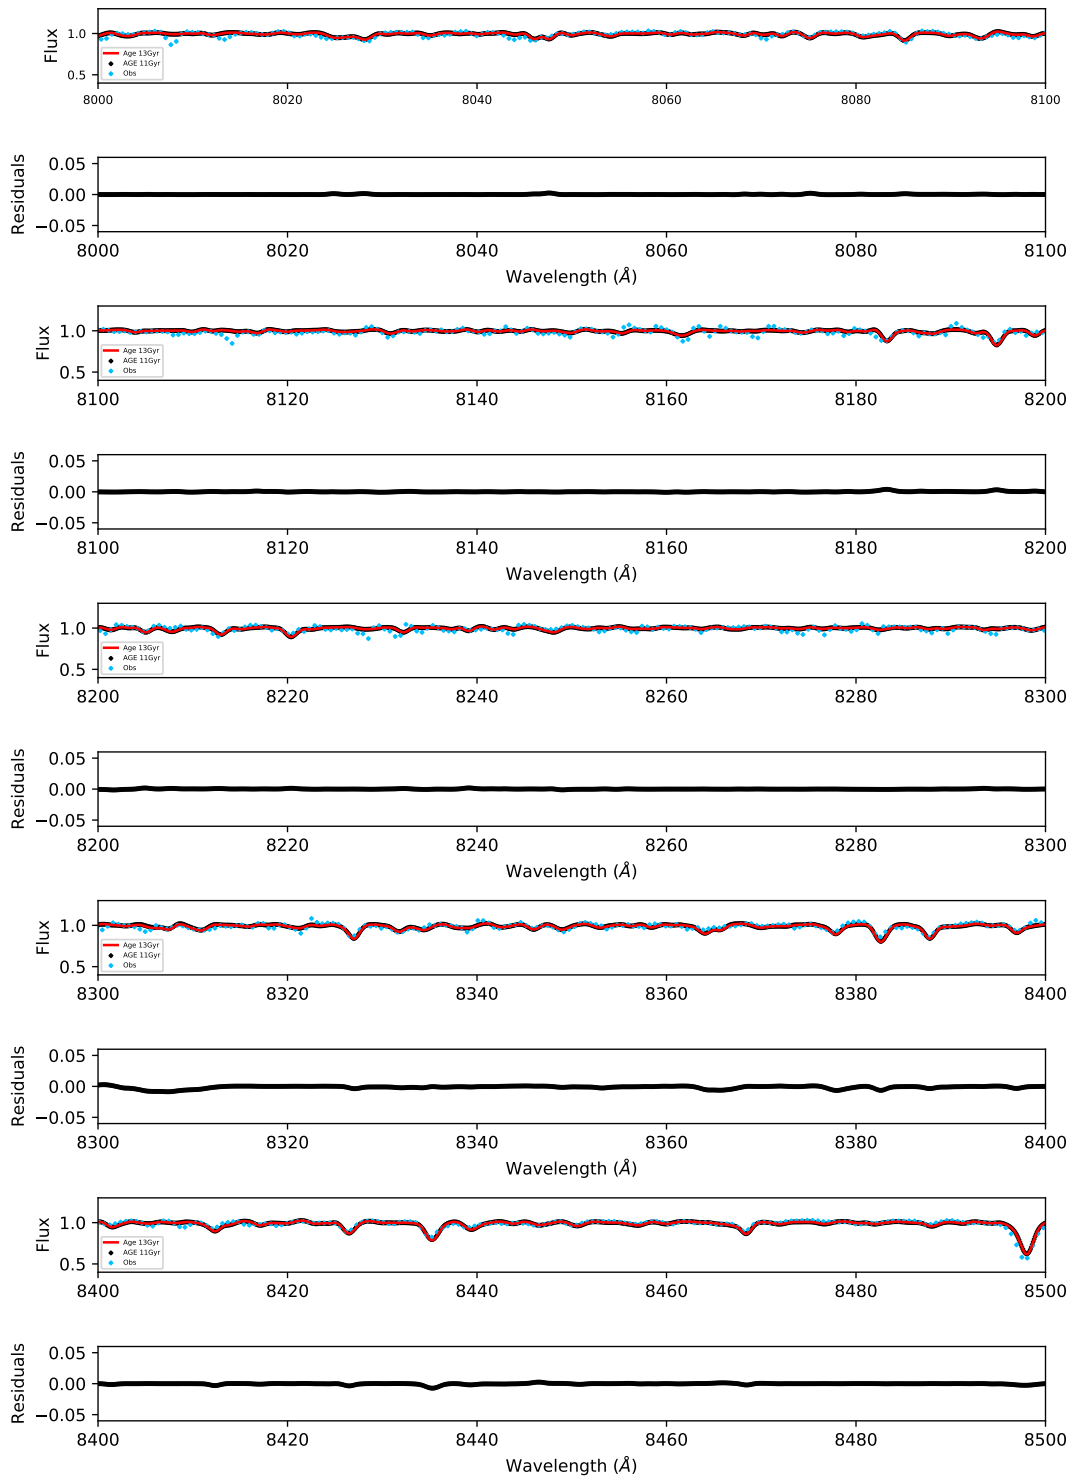 Flux
1.0
0.5
Age 13Gyr
AGE 11Gyr
Obs
8000 8020 8040 8060 8080 8100
Residuals
0.05
0.00
−0.05
8000 8020 8040 8060 8080 8100
Wavelength (Å)
Flux
1.0
0.5
Age 13Gyr
AGE 11Gyr
Obs
8100 8120 8140 8160 8180 8200
Residuals
0.05
0.00
−0.05
8100 8120 8140 8160 8180 8200
Wavelength (Å)
Flux
1.0
0.5
Age 13Gyr
AGE 11Gyr
Obs
8200 8220 8240 8260 8280 8300
Residuals
0.05
0.00
−0.05
8200 8220 8240 8260 8280 8300
Wavelength (Å)
Flux
1.0
0.5
Age 13Gyr
AGE 11Gyr
Obs
8300 8320 8340 8360 8380 8400
Residuals
0.05
0.00
−0.05
8300 8320 8340 8360 8380 8400
Wavelength (Å)
Flux
1.0
0.5
Age 13Gyr
AGE 11Gyr
Obs
8400 8420 8440 8460 8480 8500
Residuals
0.05
0.00
−0.05
8400 8420 8440 8460 8480 8500
Wavelength (Å)